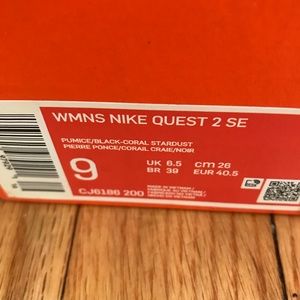 WMNS NIKE QUEST 2 SE
PUMICE/BLACK-CORAL STARDUST
PIERRE PONCE/CORAIL CRAIE/NOIR
9
UK 6.5 cm 26
BR 39 EUR 40.5
CJ6186 200
MADE IN VIETNAM /